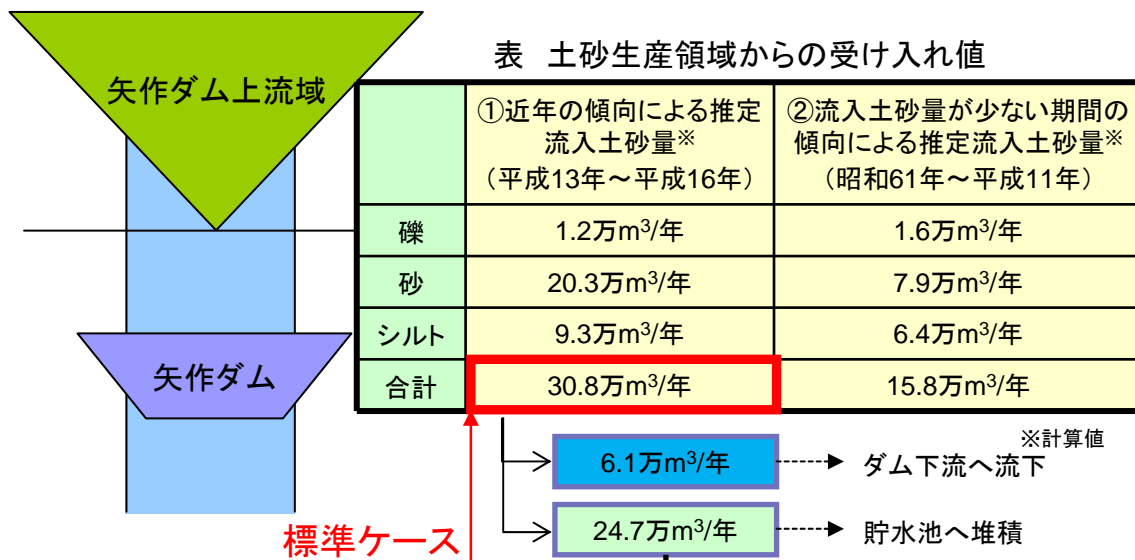 矢作ダム上流域
矢作ダム
表 土砂生産領域からの受け入れ値
①近年の傾向による推定
流入土砂量※
（平成13年～平成16年）
②流入土砂量が少ない期間の
傾向による推定流入土砂量※
（昭和61年～平成11年）
礫 1.2万m³/年 1.6万m³/年
砂 20.3万m³/年 7.9万m³/年
シルト 9.3万m³/年 6.4万m³/年
合計 30.8万m³/年 15.8万m³/年
※計算値
6.1万m³/年 ダム下流へ流下
24.7万m³/年 貯水池へ堆積
標準ケース